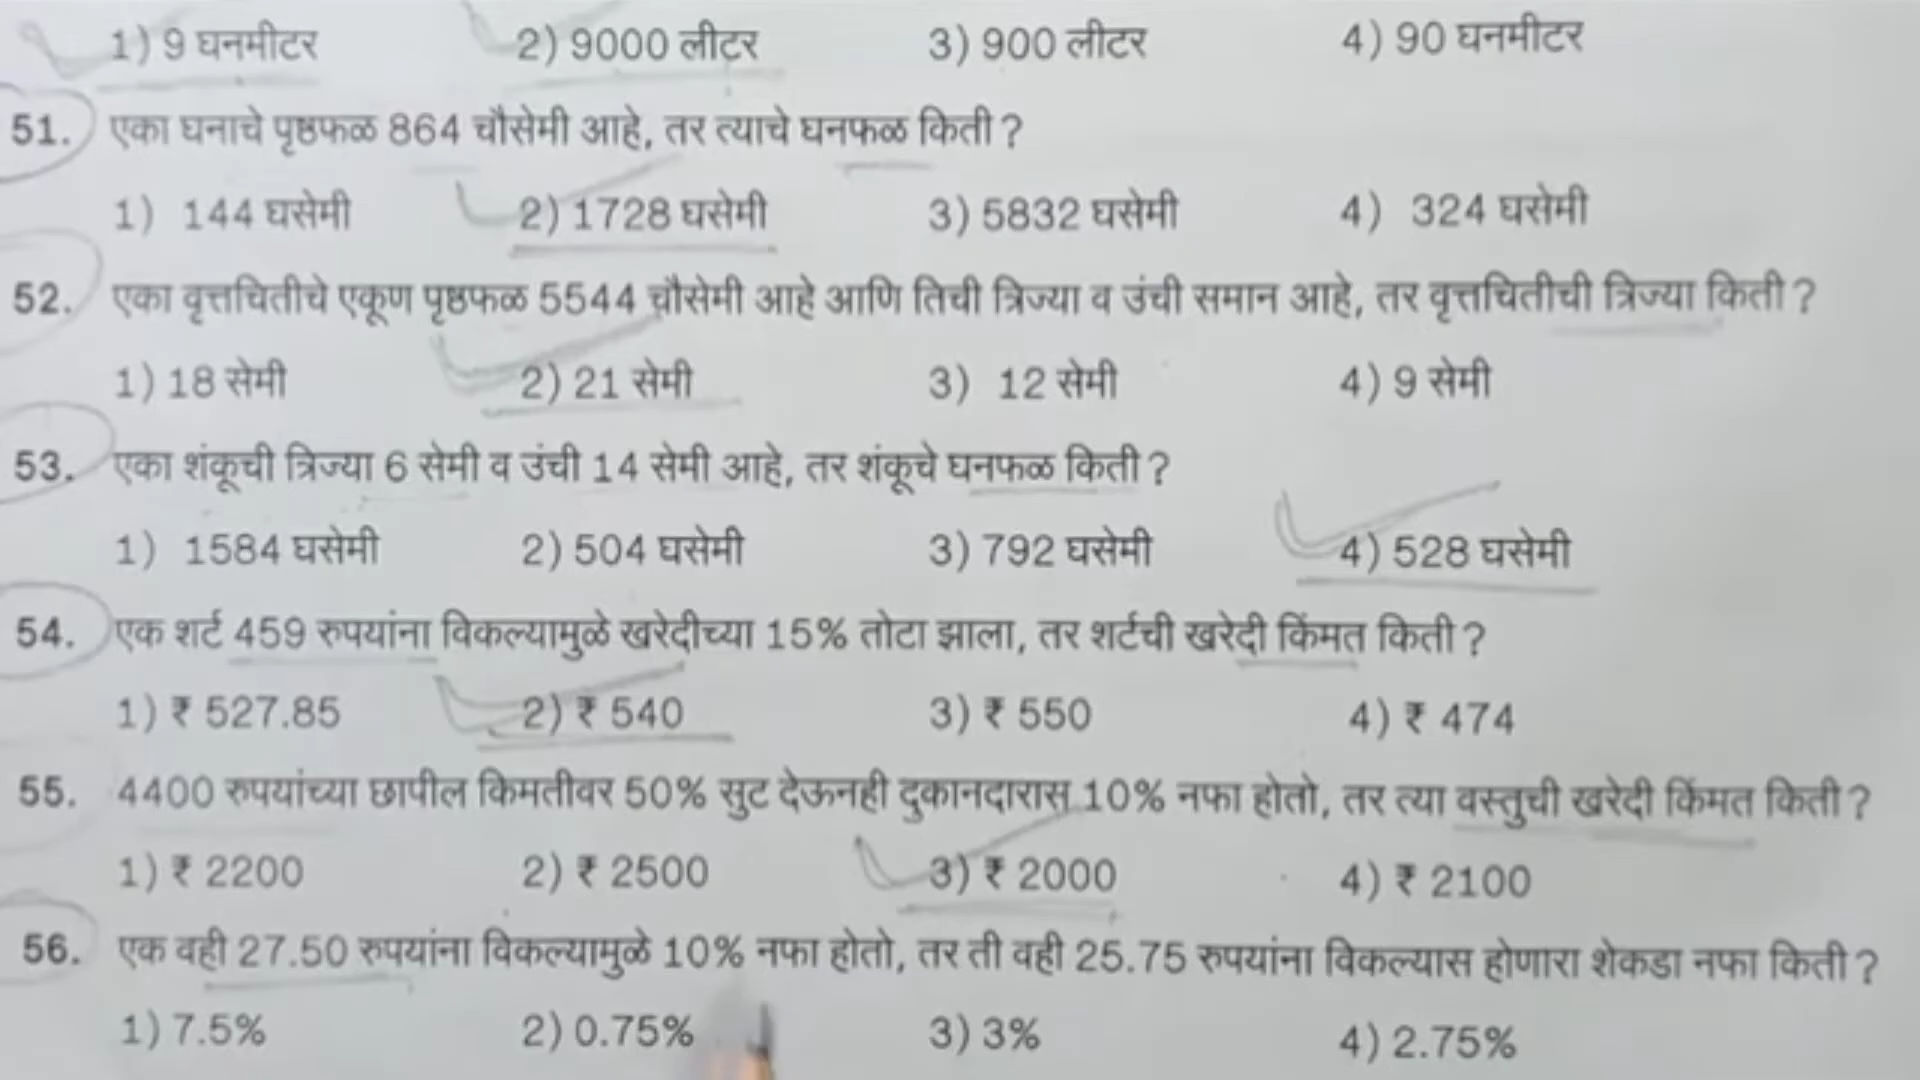 1) 9 घनमीटर 2) 9000 लीटर 3) 900 लीटर 4) 90 घनमीटर
51. एका घनाचे पृष्ठफळ 864 चौसेमी आहे, तर त्याचे घनफळ किती ?
1) 144 घसेमी 2) 1728 घसेमी 3) 5832 घसेमी 4) 324 घसेमी
52. एका वृत्तचितीचे एकूण पृष्ठफळ 5544 चौसेमी आहे आणि तिची त्रिज्या व उंची समान आहे, तर वृत्तचितीची त्रिज्या किती ?
1) 18 सेमी 2) 21 सेमी 3) 12 सेमी 4) 9 सेमी
53. एका शंकूची त्रिज्या 6 सेमी व उंची 14 सेमी आहे, तर शंकूचे घनफळ किती ?
1) 1584 घसेमी 2) 504 घसेमी 3) 792 घसेमी 4) 528 घसेमी
54. एक शर्ट 459 रुपयांना विकल्यामुळे खरेदीच्या 15% तोटा झाला, तर शर्टची खरेदी किंमत किती ?
1) ₹ 527.85 2) ₹ 540 3) ₹ 550 4) ₹ 474
55. 4400 रुपयांच्या छापील किमतीवर 50% सुट देऊनही दुकानदारास 10% नफा होतो, तर त्या वस्तुची खरेदी किंमत किती ?
1) ₹ 2200 2) ₹ 2500 3) ₹ 2000 4) ₹ 2100
56. एक वही 27.50 रुपयांना विकल्यामुळे 10% नफा होतो, तर ती वही 25.75 रुपयांना विकल्यास होणारा शेकडा नफा किती ?
1) 7.5% 2) 0.75% 3) 3% 4) 2.75%